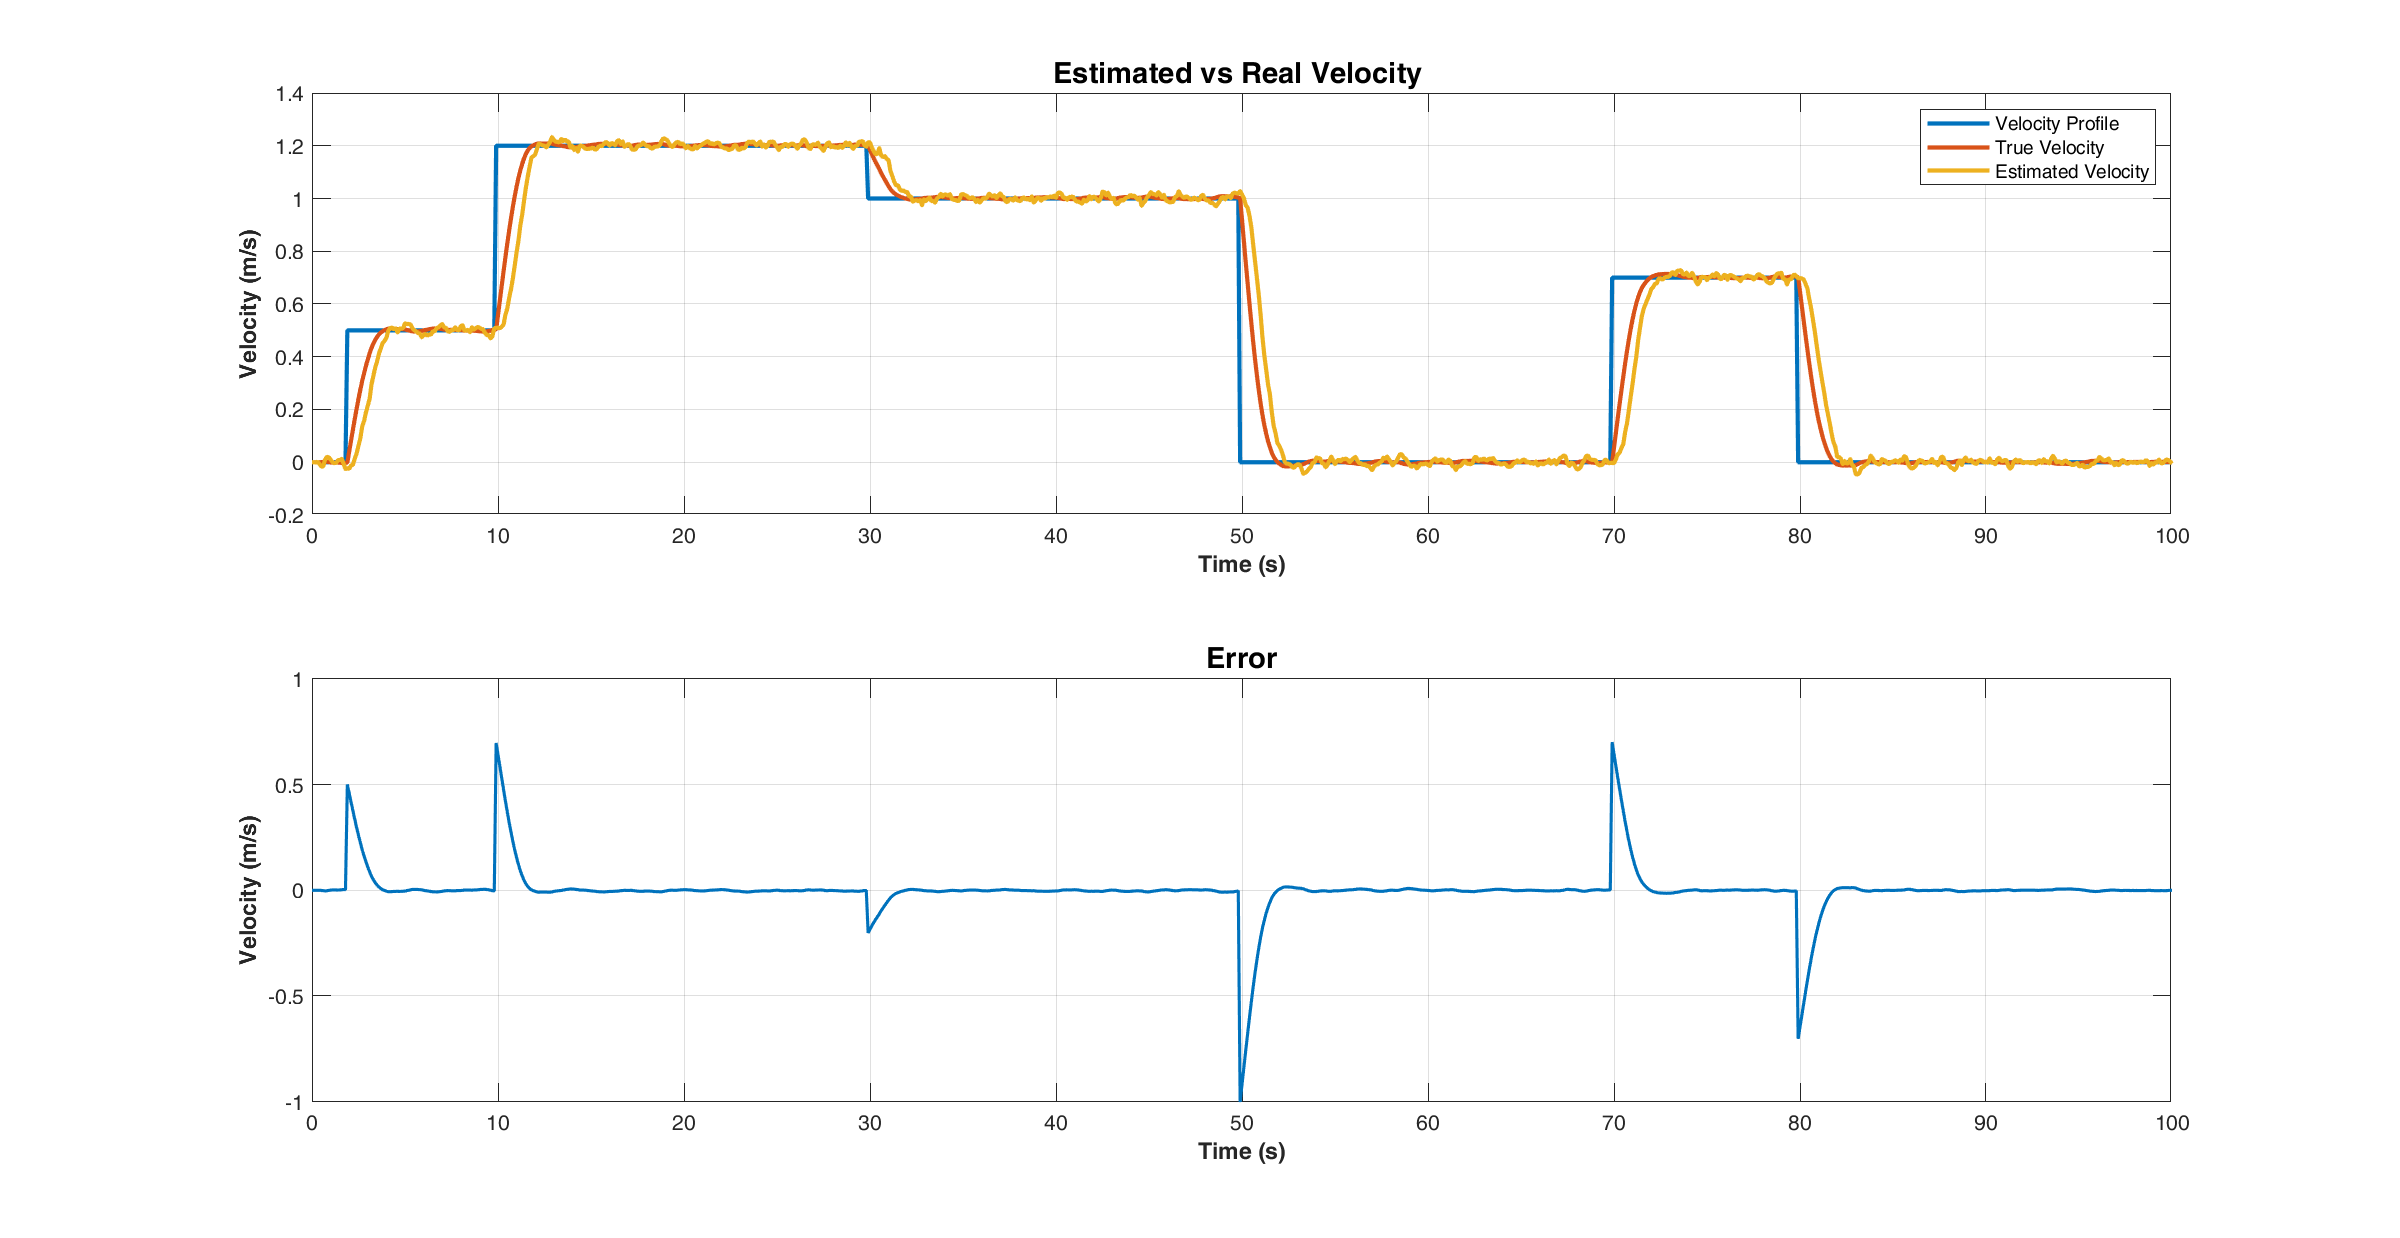 Estimated vs Real Velocity
1.4
1.2
1
0.8
0.6
0.4
0.2
0
-0.2
Velocity (m/s)
Velocity Profile
True Velocity
Estimated Velocity
0 10 20 30 40 50 60 70 80 90 100
Time (s)
Error
1
0.5
0
-0.5
-1
Velocity (m/s)
0 10 20 30 40 50 60 70 80 90 100
Time (s)